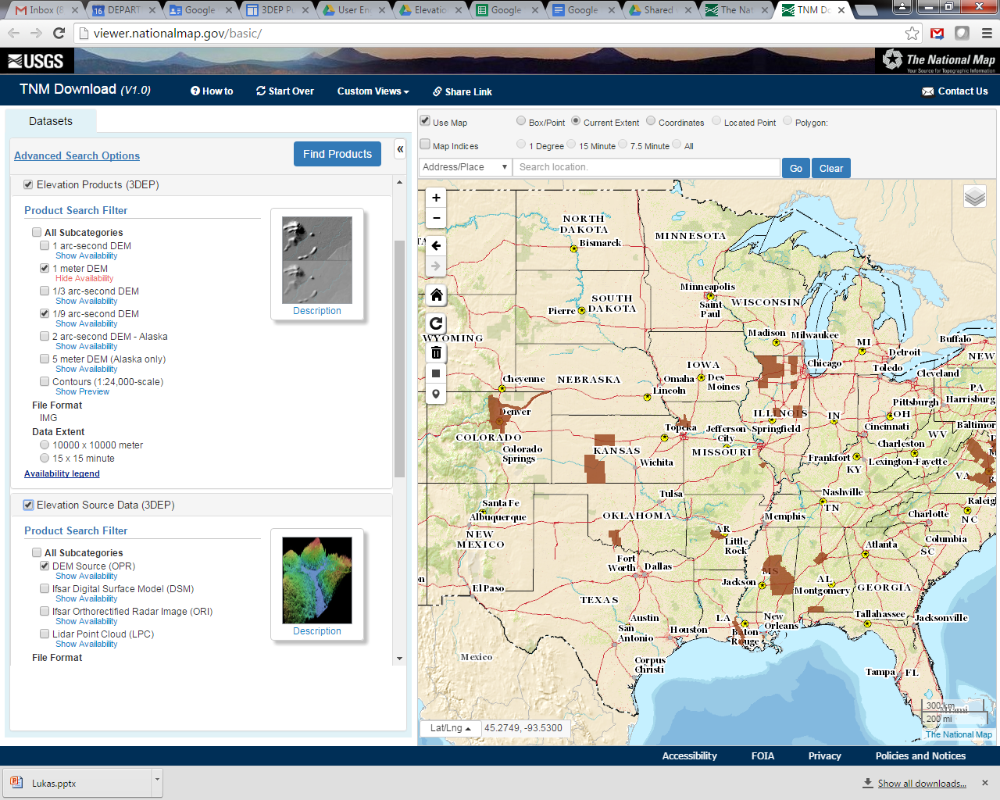 Inbox (8
DEPART
Google
3DEP Pu
User En
Elevatio
Google
Google
Shared
The Nat
TNM Do
viewer.nationalmap.gov/basic/
USGS
The National Map
Your Source for Topographic Information
TNM Download (V1.0)
How to
Start Over
Custom Views
Share Link
Contact Us
Datasets
Advanced Search Options
Find Products
«
Elevation Products (3DEP)
Product Search Filter
All Subcategories
1 arc-second DEM
Show Availability
1 meter DEM
Hide Availability
1/3 arc-second DEM
Show Availability
1/9 arc-second DEM
Show Availability
2 arc-second DEM - Alaska
Show Availability
5 meter DEM (Alaska only)
Show Availability
Contours (1:24,000-scale)
Show Preview
Description
File Format
IMG
Data Extent
10000 x 10000 meter
15 x 15 minute
Availability legend
Elevation Source Data (3DEP)
Product Search Filter
All Subcategories
DEM Source (OPR)
Show Availability
Ifsar Digital Surface Model (DSM)
Show Availability
Ifsar Orthorectified Radar Image (ORI)
Show Availability
Lidar Point Cloud (LPC)
Show Availability
Description
File Format
Use Map
Box/Point
Current Extent
Coordinates
Located Point
Polygon:
Map Indices
1 Degree
15 Minute
7.5 Minute
All
Address/Place
Search location.
Go
Clear
NORTH
DAKOTA
Bismarck
MINNESOTA
Minneapolis
Saint
Paul
WISCONSIN
SOUTH
DAKOTA
Pierre
WYOMING
Madison
Milwaukee
MI
Buffalo
Detroit
NEW
Chicago
Toledo
Cleveland
IOWA
Cheyenne
NEBRASKA
Omaha
Des
Moines
Lincoln
PA
Pittsburgh
Harrisburg
Denver
ILLINOIS
IN
OH
COLORADO
Topeka
Jefferson
City
Springfield
Cincinnati
WV
Baltimor
Colorado
Springs
KANSAS
MISSOURI
Charleston
Frankfort
Lexington-Fayette
KY
Wichita
VA
R
Santa Fe
Tulsa
Nashville
TN
Raleig
Albuquerque
OKLAHOMA
Memphis
Charlotte
NC
NEW
MEXICO
AR
Little
Rock
Columbia
SC
Atlanta
Fort
Worth
Dallas
MS
Jackson
AL
Montgomery
GEORGIA
El Paso
TEXAS
Tallahassee
Jacksonville
Austin
LA
New
Orleans
San
Antonio
Houston
Baton
Rouge
Mexico
Corpus
Christi
Tampa
FL
Miami
300 km
200 mi
The National Map
Lat/Lng
45.2749, -93.5300
Accessibility
FOIA
Privacy
Policies and Notices
Lukas.pptx
Show all downloads...